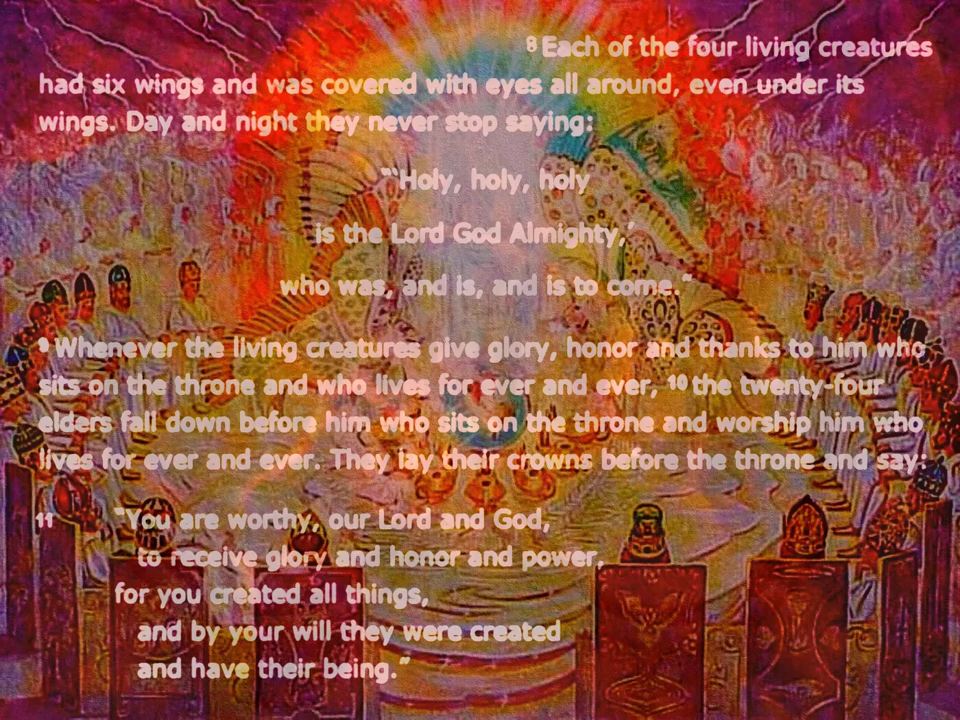 8 Each of the four living creatures
had six wings and was covered with eyes all around, even under its
wings. Day and night they never stop saying:
“‘Holy, holy, holy
is the Lord God Almighty,’
who was, and is, and is to come.”
9 Whenever the living creatures give glory, honor and thanks to him who
sits on the throne and who lives for ever and ever, 10 the twenty-four
elders fall down before him who sits on the throne and worship him who
lives for ever and ever. They lay their crowns before the throne and say:
11 “You are worthy, our Lord and God,
to receive glory and honor and power,
for you created all things,
and by your will they were created
and have their being.”